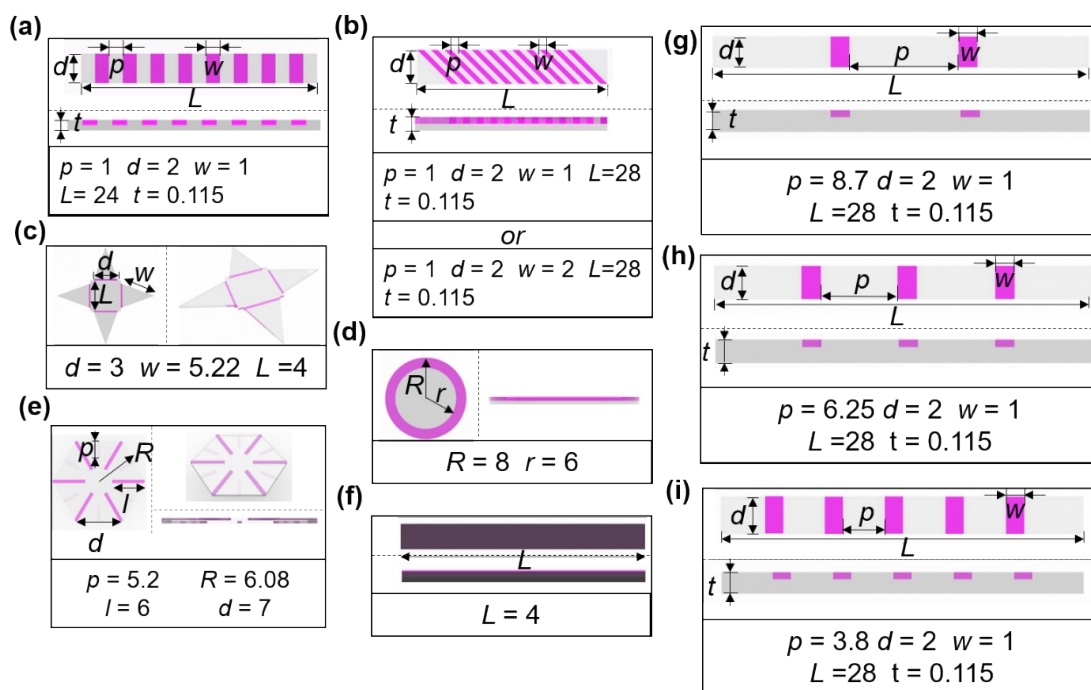 (a)
d
p
w
L
t
p = 1 d = 2 w = 1
L= 24 t = 0.115
(b)
d
p
w
L
t
p = 1 d = 2 w = 1 L=28
t = 0.115
or
p = 1 d = 2 w = 2 L=28
t = 0.115
(c)
d
w
L
d = 3 w = 5.22 L = 4
(d)
R
r
R = 8 r = 6
(e)
p
R
l
d
p = 5.2 R = 6.08
l = 6 d = 7
(f)
L
L = 4
(g)
d
p
w
L
t
p = 8.7 d = 2 w = 1
L =28 t = 0.115
(h)
d
p
w
L
t
p = 6.25 d = 2 w = 1
L =28 t = 0.115
(i)
d
p
w
L
t
p = 3.8 d = 2 w = 1
L =28 t = 0.115